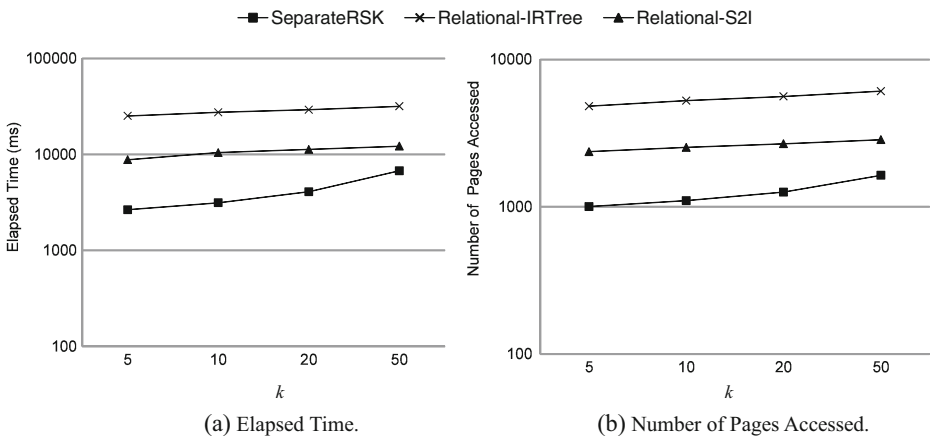 SeparateRSK Relational-IRTree Relational-S2I
100000
10000
1000
100
Elapsed Time (ms)
5 10 20 50
k
(a) Elapsed Time.
10000
1000
100
Number of Pages Accessed
5 10 20 50
k
(b) Number of Pages Accessed.